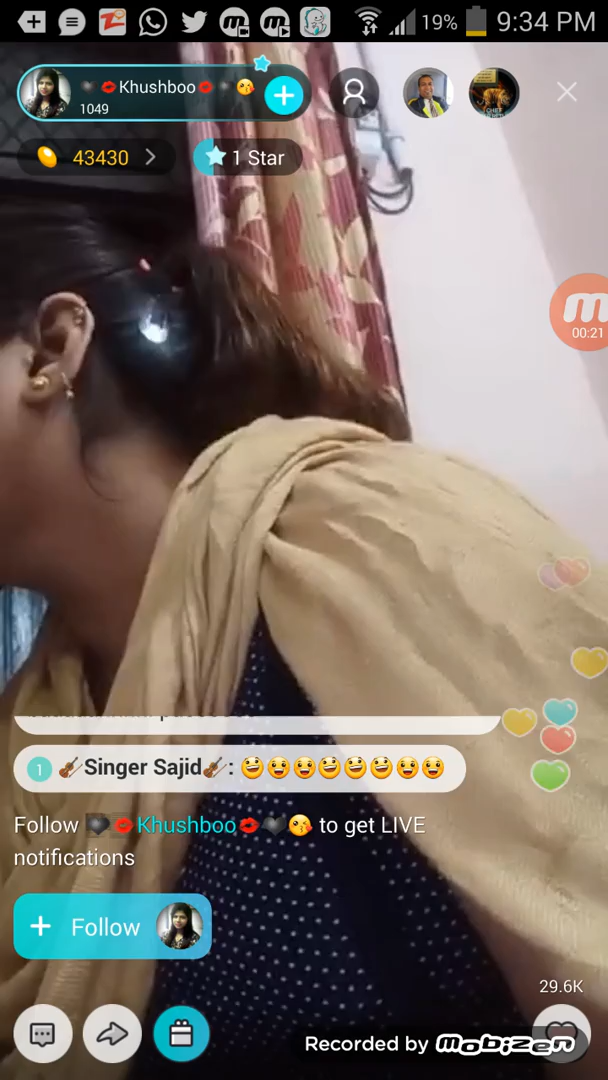 19% 9:34 PM
🖤💋Khushboo💋🖤😘
1049
43430 > 1 Star
00:21
1 🎻Singer Sajid🎻: 😆😀😀😆😆😆😀😀
Follow 🖤💋Khushboo💋🖤😘 to get LIVE
notifications
+ Follow
29.6K
Recorded by Mobizen